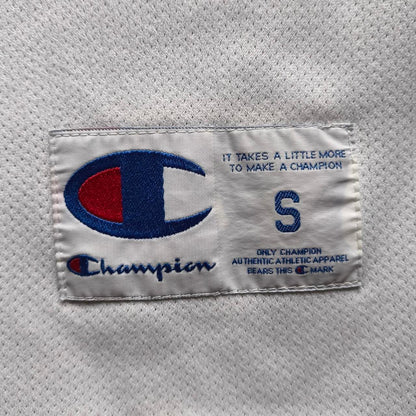 Champion
IT TAKES A LITTLE MORE
TO MAKE A CHAMPION
S
ONLY CHAMPION
AUTHENTIC ATHLETIC APPAREL
BEARS THIS C MARK